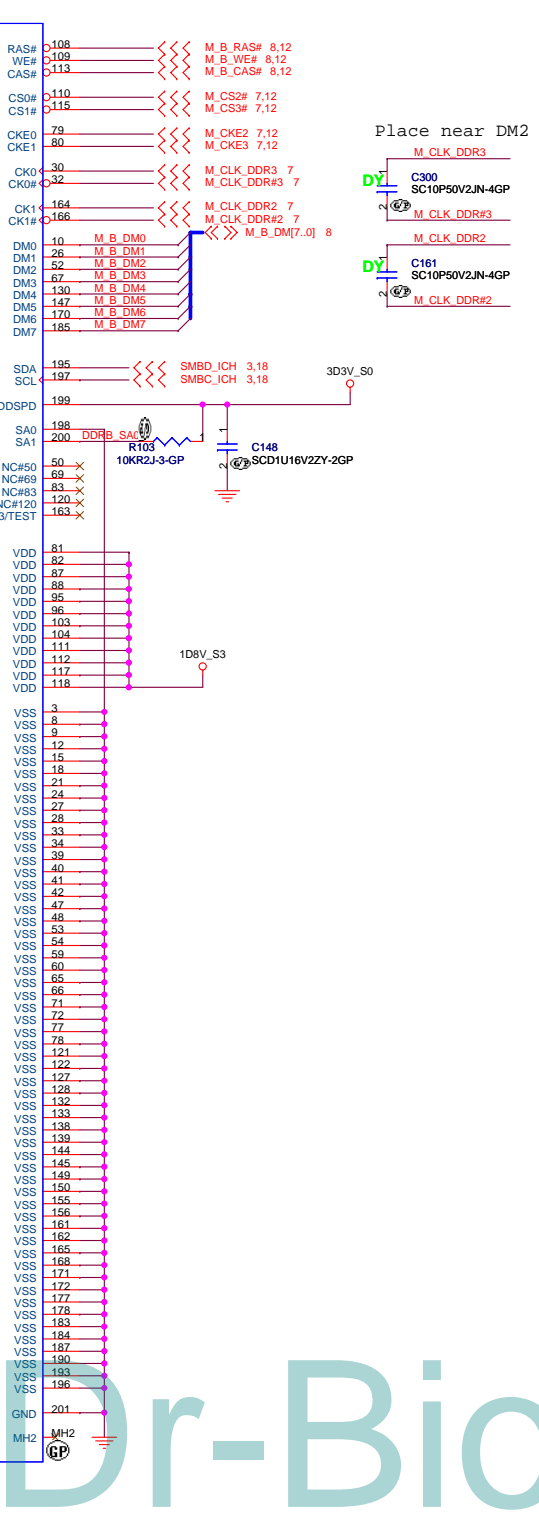 RAS# 108 M_B_RAS# 8,12
WE# 109 M_B_WE# 8,12
CAS# 113 M_B_CAS# 8,12
CS0# 110 M_CS2# 7,12
CS1# 115 M_CS3# 7,12
CKE0 79 M_CKE2 7,12
CKE1 80 M_CKE3 7,12
Place near DM2
CK0 30 M_CLK_DDR3 7
CK0# 32 M_CLK_DDR#3 7
CK1 164 M_CLK_DDR2 7
CK1# 166 M_CLK_DDR#2 7
M_CLK_DDR3
DY 1 C300
SC10P50V2JN-4GP
2 GP
M_CLK_DDR#3
M_CLK_DDR2
DY 1 C161
SC10P50V2JN-4GP
2 GP
M_CLK_DDR#2
M_B_DM[7..0] 8
DM0 10 M_B_DM0
DM1 26 M_B_DM1
DM2 52 M_B_DM2
DM3 67 M_B_DM3
DM4 130 M_B_DM4
DM5 147 M_B_DM5
DM6 170 M_B_DM6
DM7 185 M_B_DM7
SDA 195 SMBD_ICH 3,18
SCL 197 SMBC_ICH 3,18
3D3V_S0
DDSPD 199
SA0 198
SA1 200 DDRB_SA0
R103 1
10KR2J-3-GP
1 C148
2 GP SCD1U16V2ZY-2GP
NC#50 50
NC#69 69
NC#83 83
NC#120 120
3/TEST 163
VDD 81
VDD 82
VDD 87
VDD 88
VDD 95
VDD 96
VDD 103
VDD 104
VDD 111
VDD 112
VDD 117
VDD 118
1D8V_S3
VSS 3
VSS 8
VSS 9
VSS 12
VSS 15
VSS 18
VSS 21
VSS 24
VSS 27
VSS 28
VSS 33
VSS 34
VSS 39
VSS 40
VSS 41
VSS 42
VSS 47
VSS 48
VSS 53
VSS 54
VSS 59
VSS 60
VSS 65
VSS 66
VSS 71
VSS 72
VSS 77
VSS 78
VSS 121
VSS 122
VSS 127
VSS 128
VSS 132
VSS 133
VSS 138
VSS 139
VSS 144
VSS 145
VSS 149
VSS 150
VSS 155
VSS 156
VSS 161
VSS 162
VSS 165
VSS 168
VSS 171
VSS 172
VSS 177
VSS 178
VSS 183
VSS 184
VSS 187
VSS 190
VSS 193
VSS 196
GND 201
MH2 MH2
GP
Dr-Bio